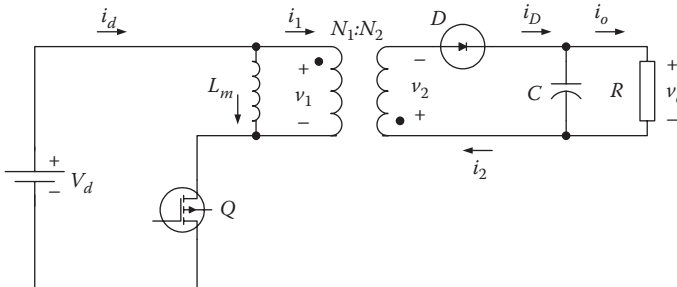 i_d
i_1
N_1:N_2
D
i_D
i_o
L_m
+
v_1
−
−
v_2
+
C
R
+
v_o
−
i_2
+
−
V_d
Q